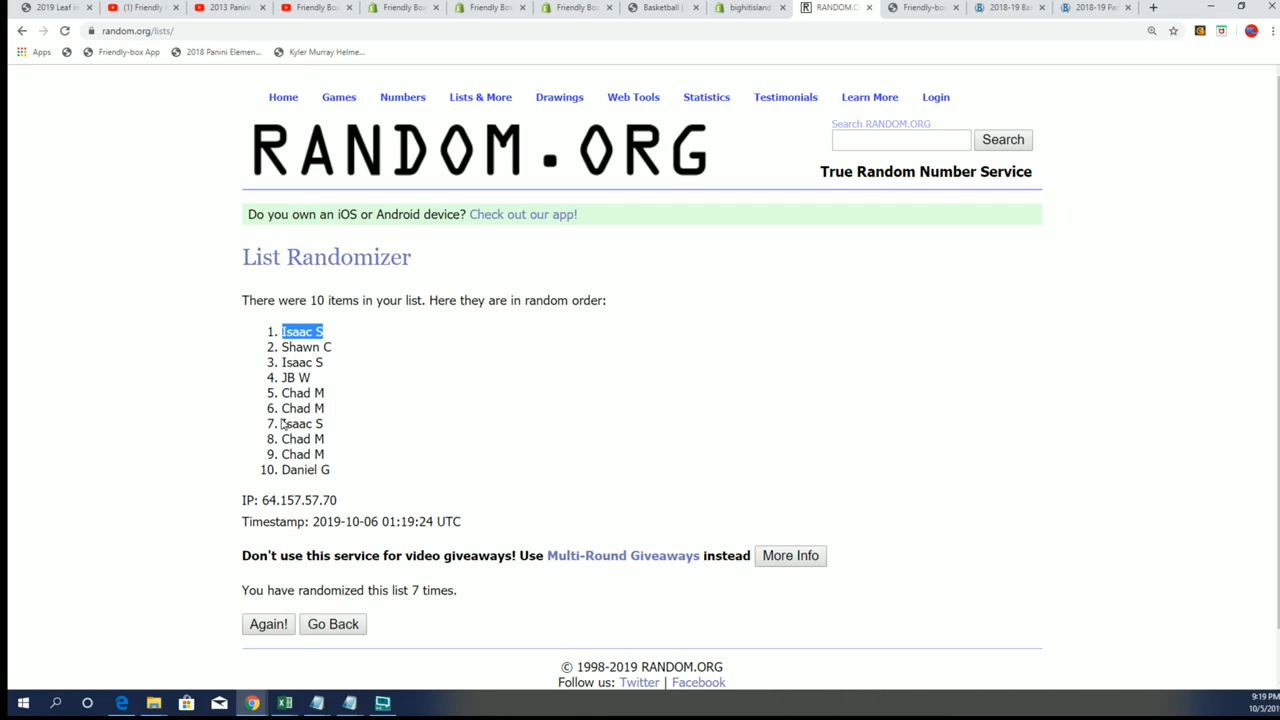 2019 Leaf in
(1) Friendly
2013 Panini
Friendly Box
Friendly Box
Friendly Box
Friendly Box
Basketball |
bighitisland
RANDOM.O
Friendly-box
2018-19 Ba
2018-19 Pa
random.org/lists/
Apps
Friendly-box App
2018 Panini Elemen...
Kyler Murray Helme...
Home Games Numbers Lists & More Drawings Web Tools Statistics Testimonials Learn More Login
RANDOM.ORG
Search RANDOM.ORG
Search
True Random Number Service
Do you own an iOS or Android device? Check out our app!
List Randomizer
There were 10 items in your list. Here they are in random order:
1. Isaac S
2. Shawn C
3. Isaac S
4. JB W
5. Chad M
6. Chad M
7. Isaac S
8. Chad M
9. Chad M
10. Daniel G
IP: 64.157.57.70
Timestamp: 2019-10-06 01:19:24 UTC
Don't use this service for video giveaways! Use Multi-Round Giveaways instead More Info
You have randomized this list 7 times.
Again! Go Back
© 1998-2019 RANDOM.ORG
Follow us: Twitter | Facebook
9:19 PM
10/5/201